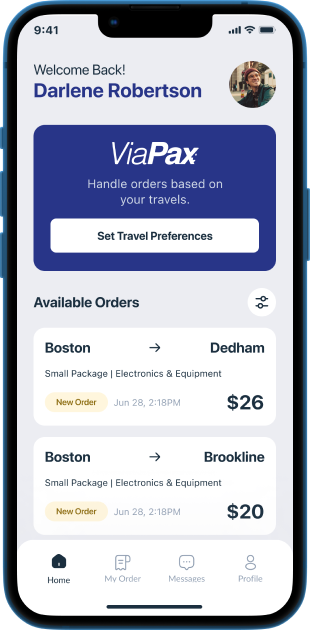 9:41
Welcome Back!
Darlene Robertson
ViaPax
Handle orders based on
your travels.
Set Travel Preferences
Available Orders
Boston → Dedham
Small Package | Electronics & Equipment
New Order Jun 28, 2:18PM $26
Boston → Brookline
Small Package | Electronics & Equipment
New Order Jun 28, 2:18PM $20
Home My Order Messages Profile